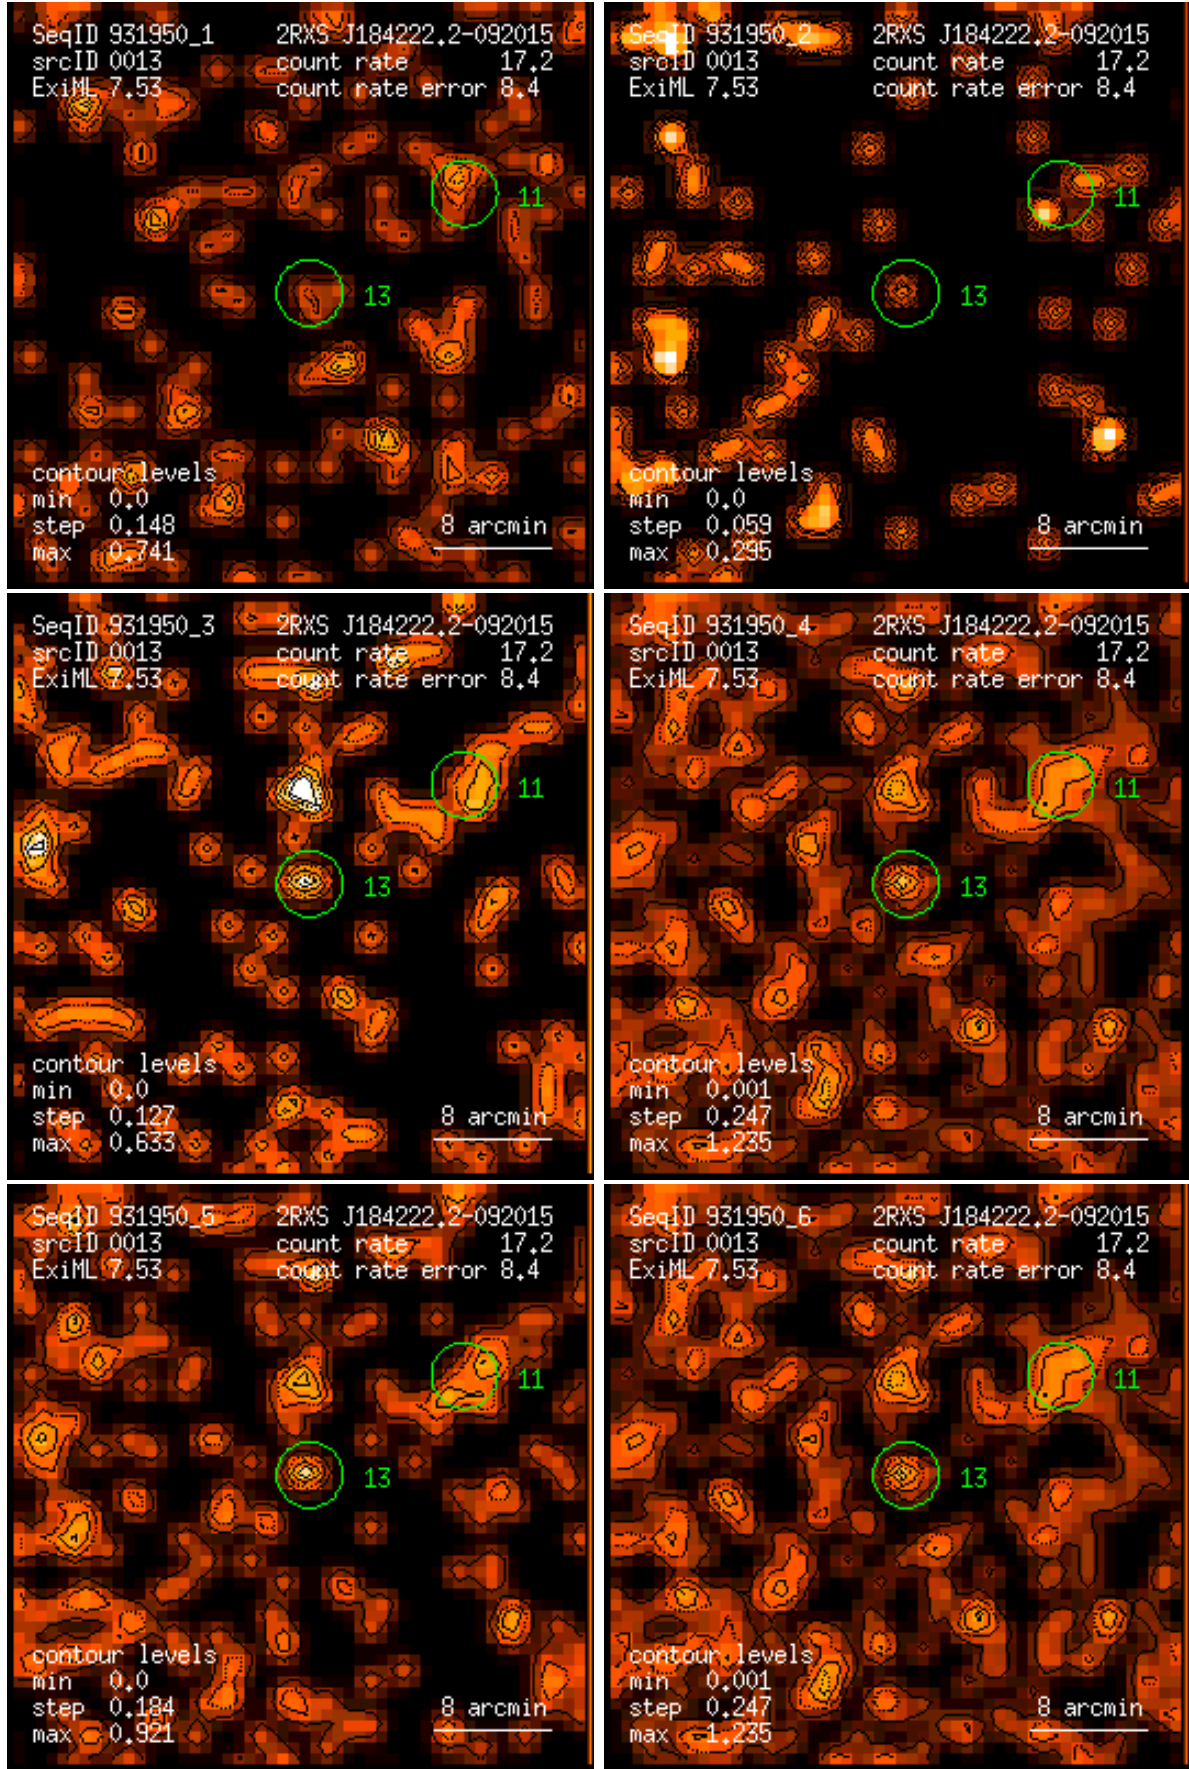 SeqID 931950_1 2RXS J184222.2-092015
srcID 0013 count rate 17.2
ExiML 7.53 count rate error 8.4
11
13
contour levels
min 0.0
step 0.148 8 arcmin
max 0.741
SeqID 931950_2 2RXS J184222.2-092015
srcID 0013 count rate 17.2
ExiML 7.53 count rate error 8.4
11
13
contour levels
min 0.0
step 0.059 8 arcmin
max 0.295
SeqID 931950_3 2RXS J184222.2-092015
srcID 0013 count rate 17.2
ExiML 7.53 count rate error 8.4
11
13
contour levels
min 0.0
step 0.127 8 arcmin
max 0.633
SeqID 931950_4 2RXS J184222.2-092015
srcID 0013 count rate 17.2
ExiML 7.53 count rate error 8.4
11
13
contour levels
min 0.001
step 0.247 8 arcmin
max 1.235
SeqID 931950_5 2RXS J184222.2-092015
srcID 0013 count rate 17.2
ExiML 7.53 count rate error 8.4
11
13
contour levels
min 0.0
step 0.184 8 arcmin
max 0.921
SeqID 931950_6 2RXS J184222.2-092015
srcID 0013 count rate 17.2
ExiML 7.53 count rate error 8.4
11
13
contour levels
min 0.001
step 0.247 8 arcmin
max 1.235